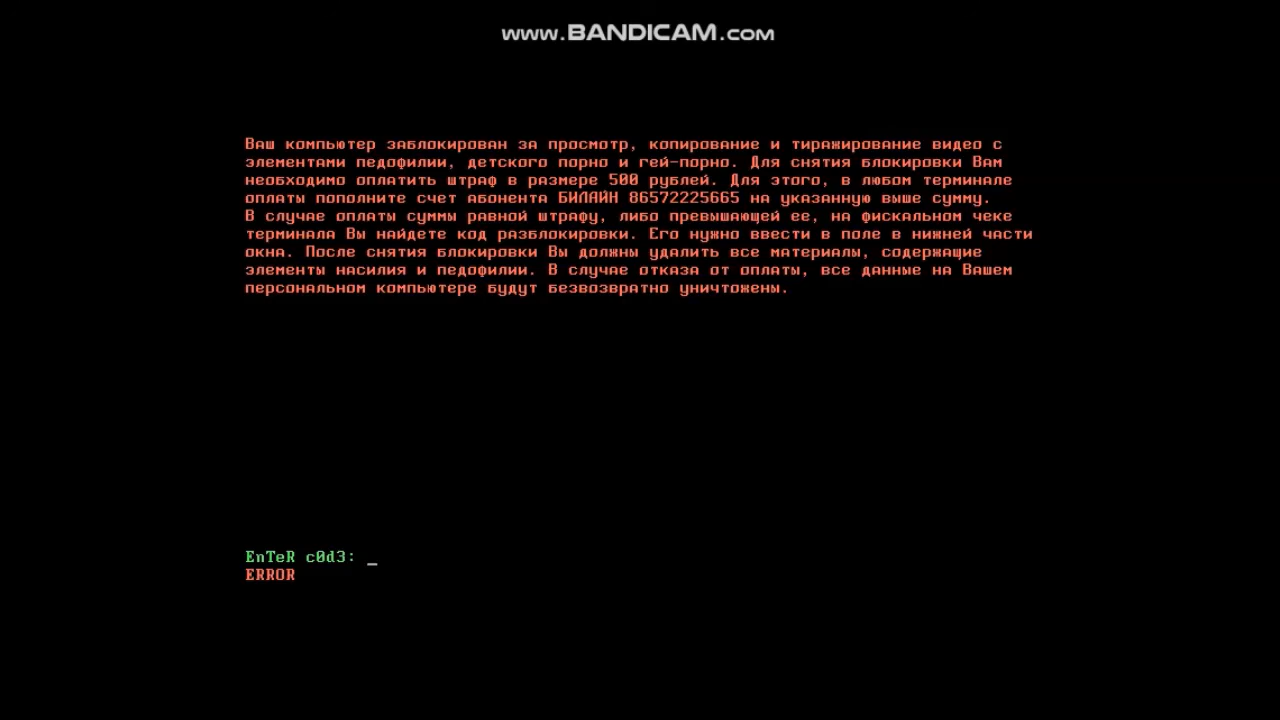 www.BANDICAM.com
Ваш компьютер заблокирован за просмотр, копирование и тиражирование видео с
элементами педофилии, детского порно и гей-порно. Для снятия блокировки Вам
необходимо оплатить штраф в размере 500 рублей. Для этого, в любом терминале
оплаты пополните счет абонента БИЛАЙН 86572225665 на указанную выше сумму.
В случае оплаты суммы равной штрафу, либо превышающей ее, на фискальном чеке
терминала Вы найдете код разблокировки. Его нужно ввести в поле в нижней части
окна. После снятия блокировки Вы должны удалить все материалы, содержащие
элементы насилия и педофилии. В случае отказа от оплаты, все данные на Вашем
персональном компьютере будут безвозвратно уничтожены.
EnTeR c0d3: _
ERROR